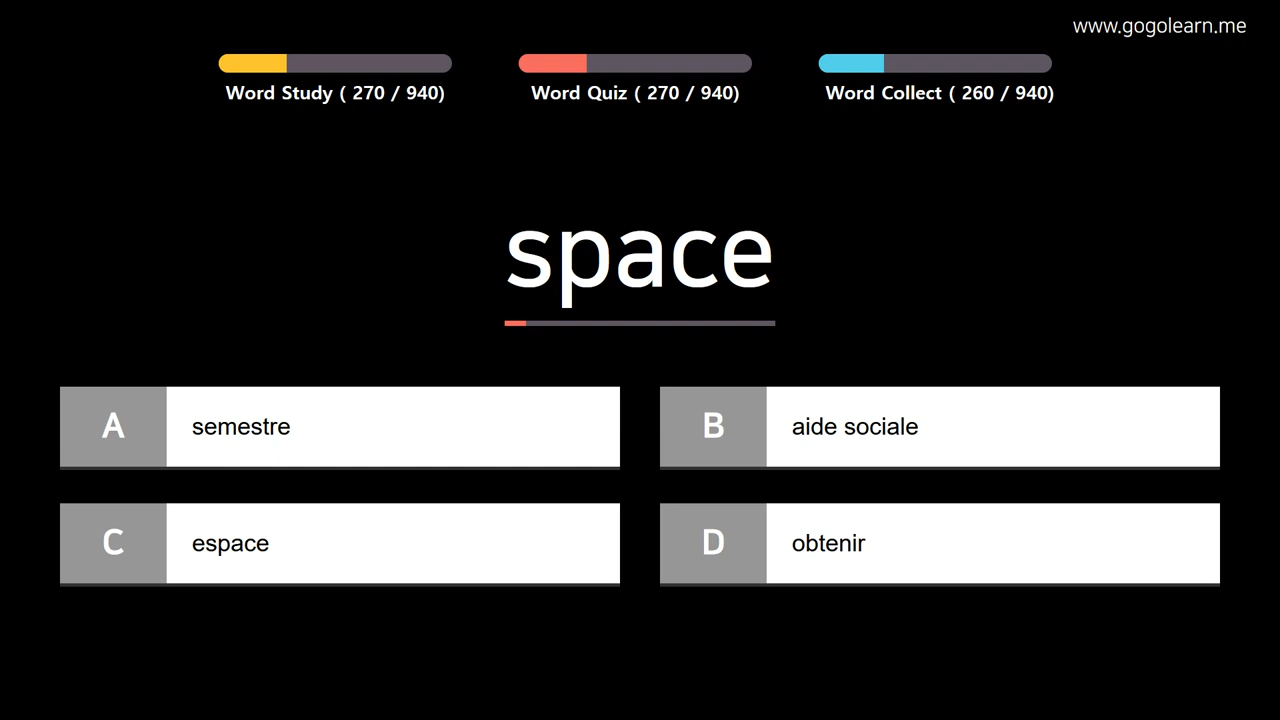 www.gogolearn.me
Word Study ( 270 / 940)
Word Quiz ( 270 / 940)
Word Collect ( 260 / 940)
space
A semestre
B aide sociale
C espace
D obtenir